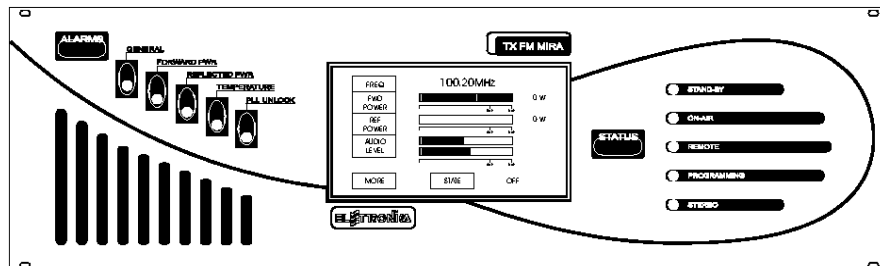 ALARMS
GENERAL
FORWARD PWR
REFLECTED PWR
TEMPERATURE
PLL UNLOCK
TX FM MIRA
FREQ
100.20MHz
FWD
POWER
0 W
REF
POWER
0 W
AUDIO
LEVEL
MORE
STATE
OFF
STATUS
STAND-BY
ON-AIR
REMOTE
PROGRAMMING
STEREO